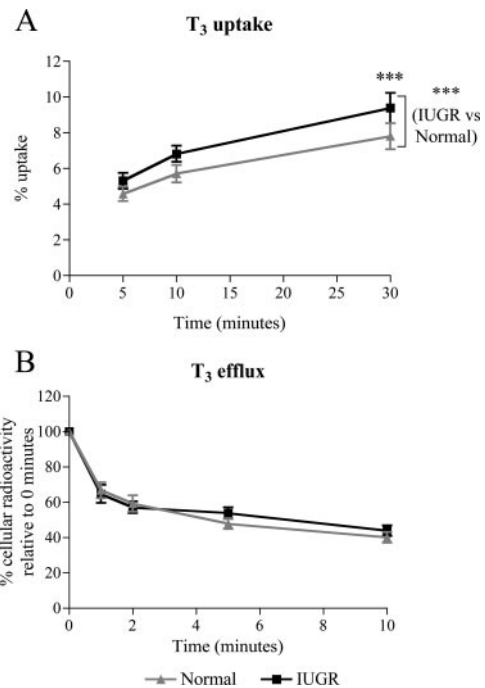 A
T3 uptake
12
10
8
6
4
2
0
% uptake
0 5 10 15 20 25 30
Time (minutes)
***
***
(IUGR vs
Normal)
B
T3 efflux
120
100
80
60
40
20
0
% cellular radioactivity
relative to 0 minutes
0 2 4 6 8 10
Time (minutes)
Normal IUGR